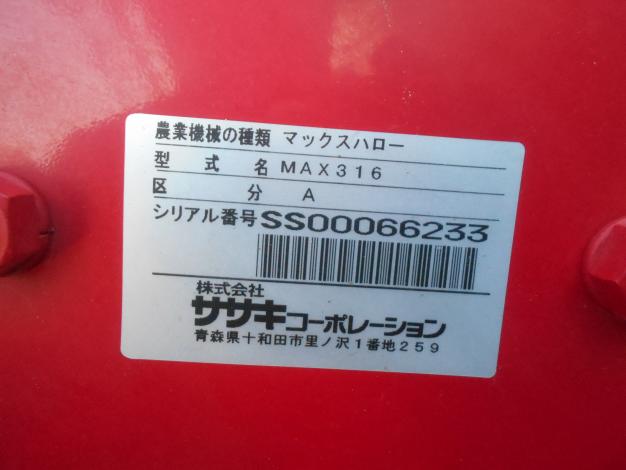 農業機械の種類 マックスハロー
型式名 MAX316
区分 A
シリアル番号 SS00066233
株式会社
ササキコーポレーション
青森県十和田市里ノ沢1番地259